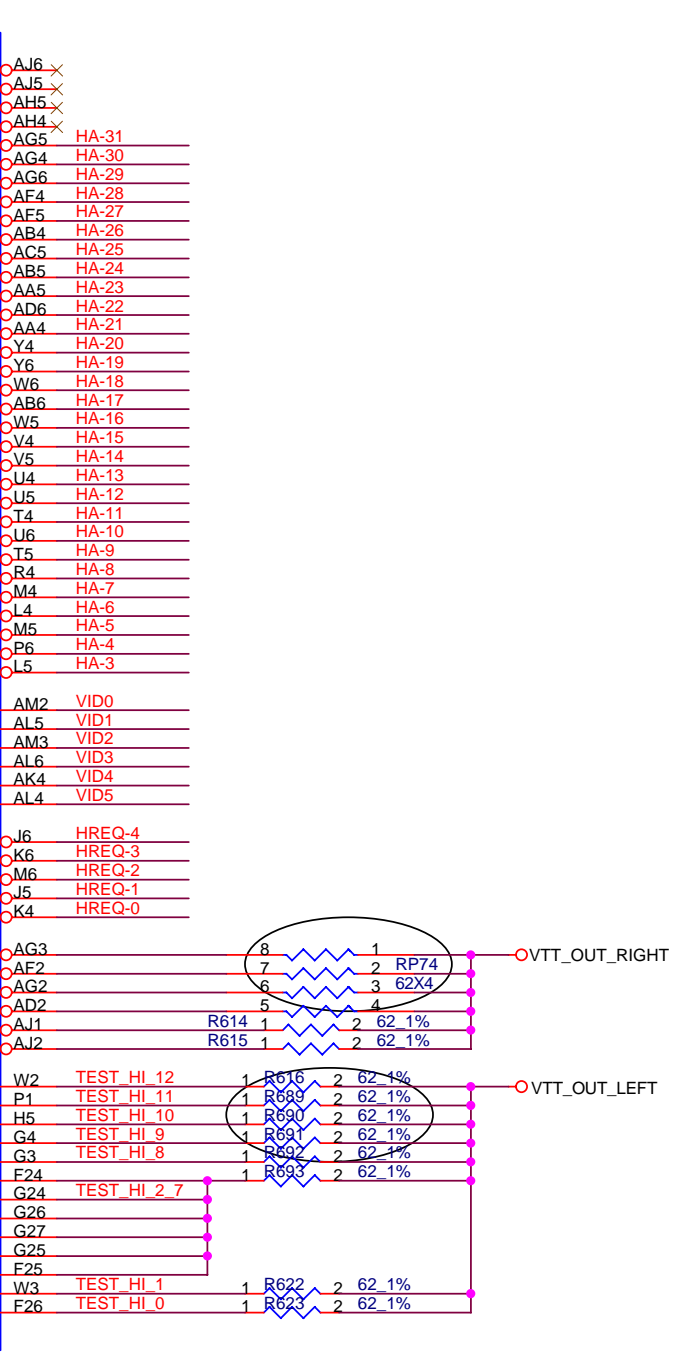 AJ6
AJ5
AH5
AH4
AG5 HA-31
AG4 HA-30
AG6 HA-29
AF4 HA-28
AF5 HA-27
AB4 HA-26
AC5 HA-25
AB5 HA-24
AA5 HA-23
AD6 HA-22
AA4 HA-21
Y4 HA-20
Y6 HA-19
W6 HA-18
AB6 HA-17
W5 HA-16
V4 HA-15
V5 HA-14
U4 HA-13
U5 HA-12
T4 HA-11
U6 HA-10
T5 HA-9
R4 HA-8
M4 HA-7
L4 HA-6
M5 HA-5
P6 HA-4
L5 HA-3
AM2 VID0
AL5 VID1
AM3 VID2
AL6 VID3
AK4 VID4
AL4 VID5
J6 HREQ-4
K6 HREQ-3
M6 HREQ-2
J5 HREQ-1
K4 HREQ-0
AG3 8 1 VTT_OUT_RIGHT
AF2 7 2 RP74
AG2 6 3 62X4
AD2 5 4
AJ1 R614 1 2 62_1%
AJ2 R615 1 2 62_1%
W2 TEST_HI_12 1 R616 2 62_1% VTT_OUT_LEFT
P1 TEST_HI_11 1 R689 2 62_1%
H5 TEST_HI_10 1 R690 2 62_1%
G4 TEST_HI_9 1 R691 2 62_1%
G3 TEST_HI_8 1 R692 2 62_1%
F24 1 R693 2 62_1%
G24 TEST_HI_2_7
G26
G27
G25
F25
W3 TEST_HI_1 1 R622 2 62_1%
F26 TEST_HI_0 1 R623 2 62_1%